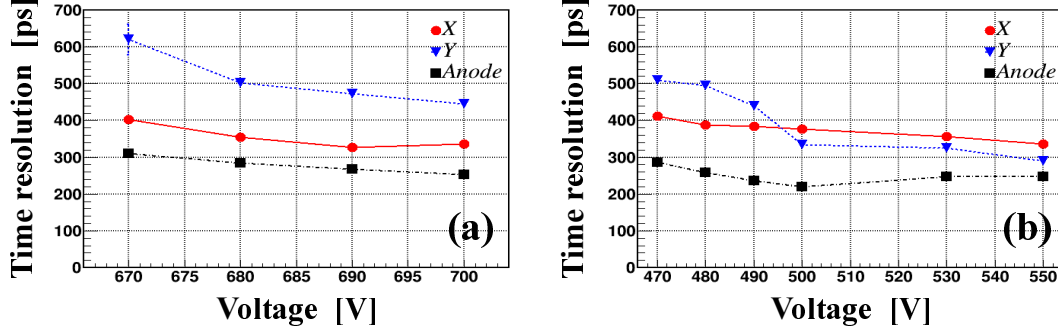 Time resolution [ps]
700
600
500
400
300
200
100
0
X
Y
Anode
(a)
670 675 680 685 690 695 700
Voltage [V]
Time resolution [ps]
700
600
500
400
300
200
100
0
X
Y
Anode
(b)
470 480 490 500 510 520 530 540 550
Voltage [V]